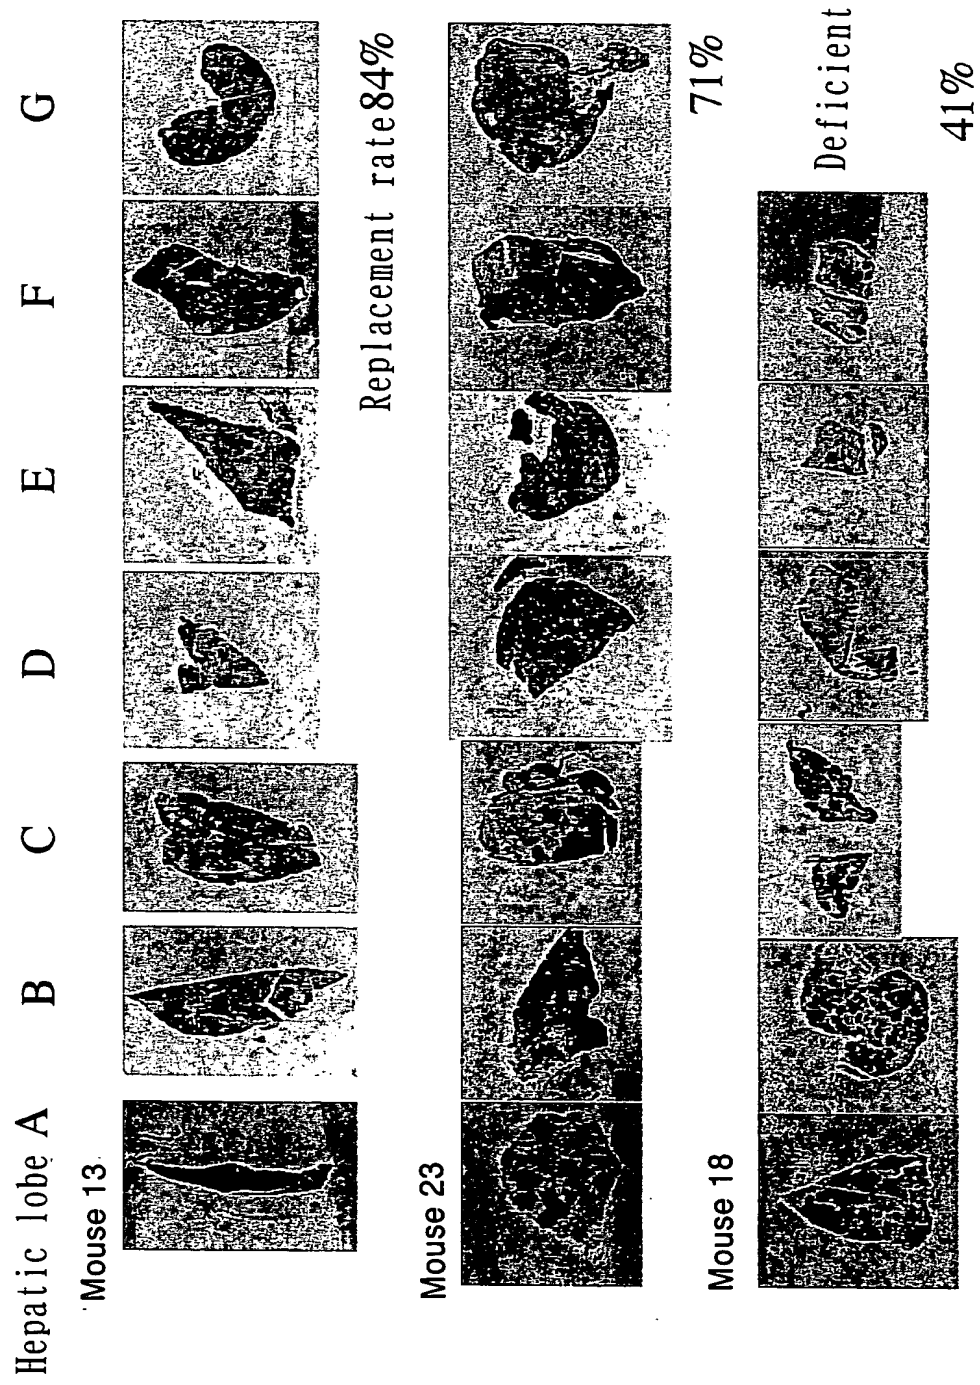 Hepatic lobe A B C D E F G
Mouse 13
Replacement rate84%
Mouse 23
71%
Mouse 18
Deficient
41%